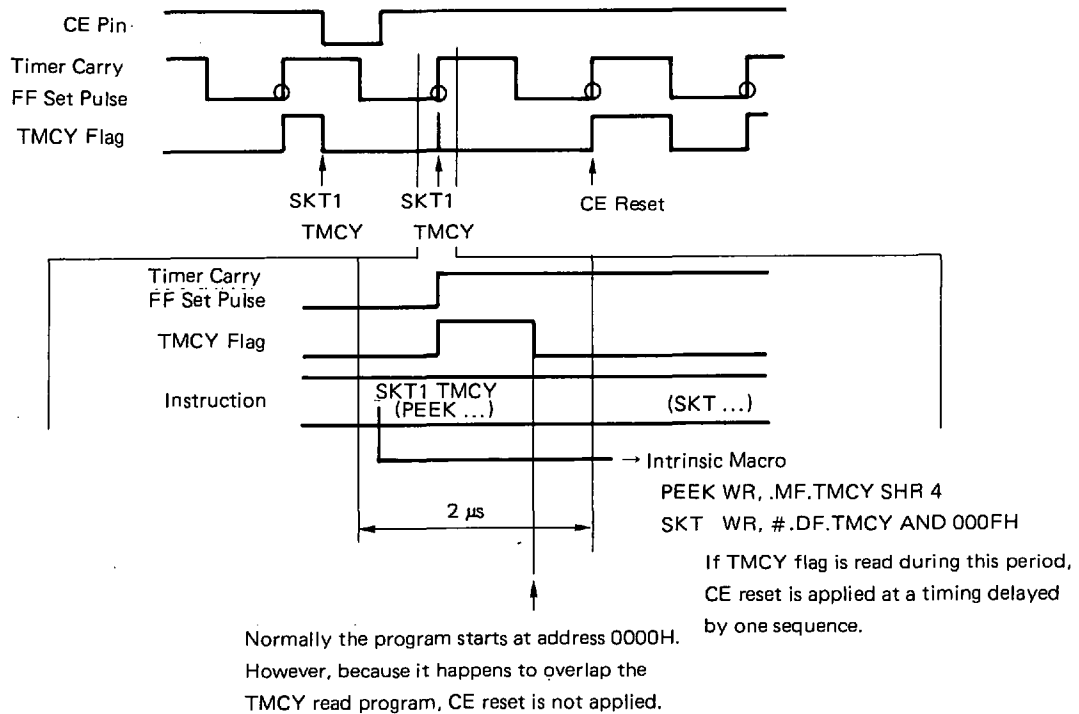 CE Pin
Timer Carry
FF Set Pulse
TMCY Flag
SKT1
TMCY
SKT1
TMCY
CE Reset
Timer Carry
FF Set Pulse
TMCY Flag
Instruction
SKT1 TMCY
(PEEK ...)
(SKT ...)
→ Intrinsic Macro
PEEK WR, .MF.TMCY SHR 4
SKT WR, #.DF.TMCY AND 000FH
2 µs
If TMCY flag is read during this period,
CE reset is applied at a timing delayed
by one sequence.
Normally the program starts at address 0000H.
However, because it happens to overlap the
TMCY read program, CE reset is not applied.